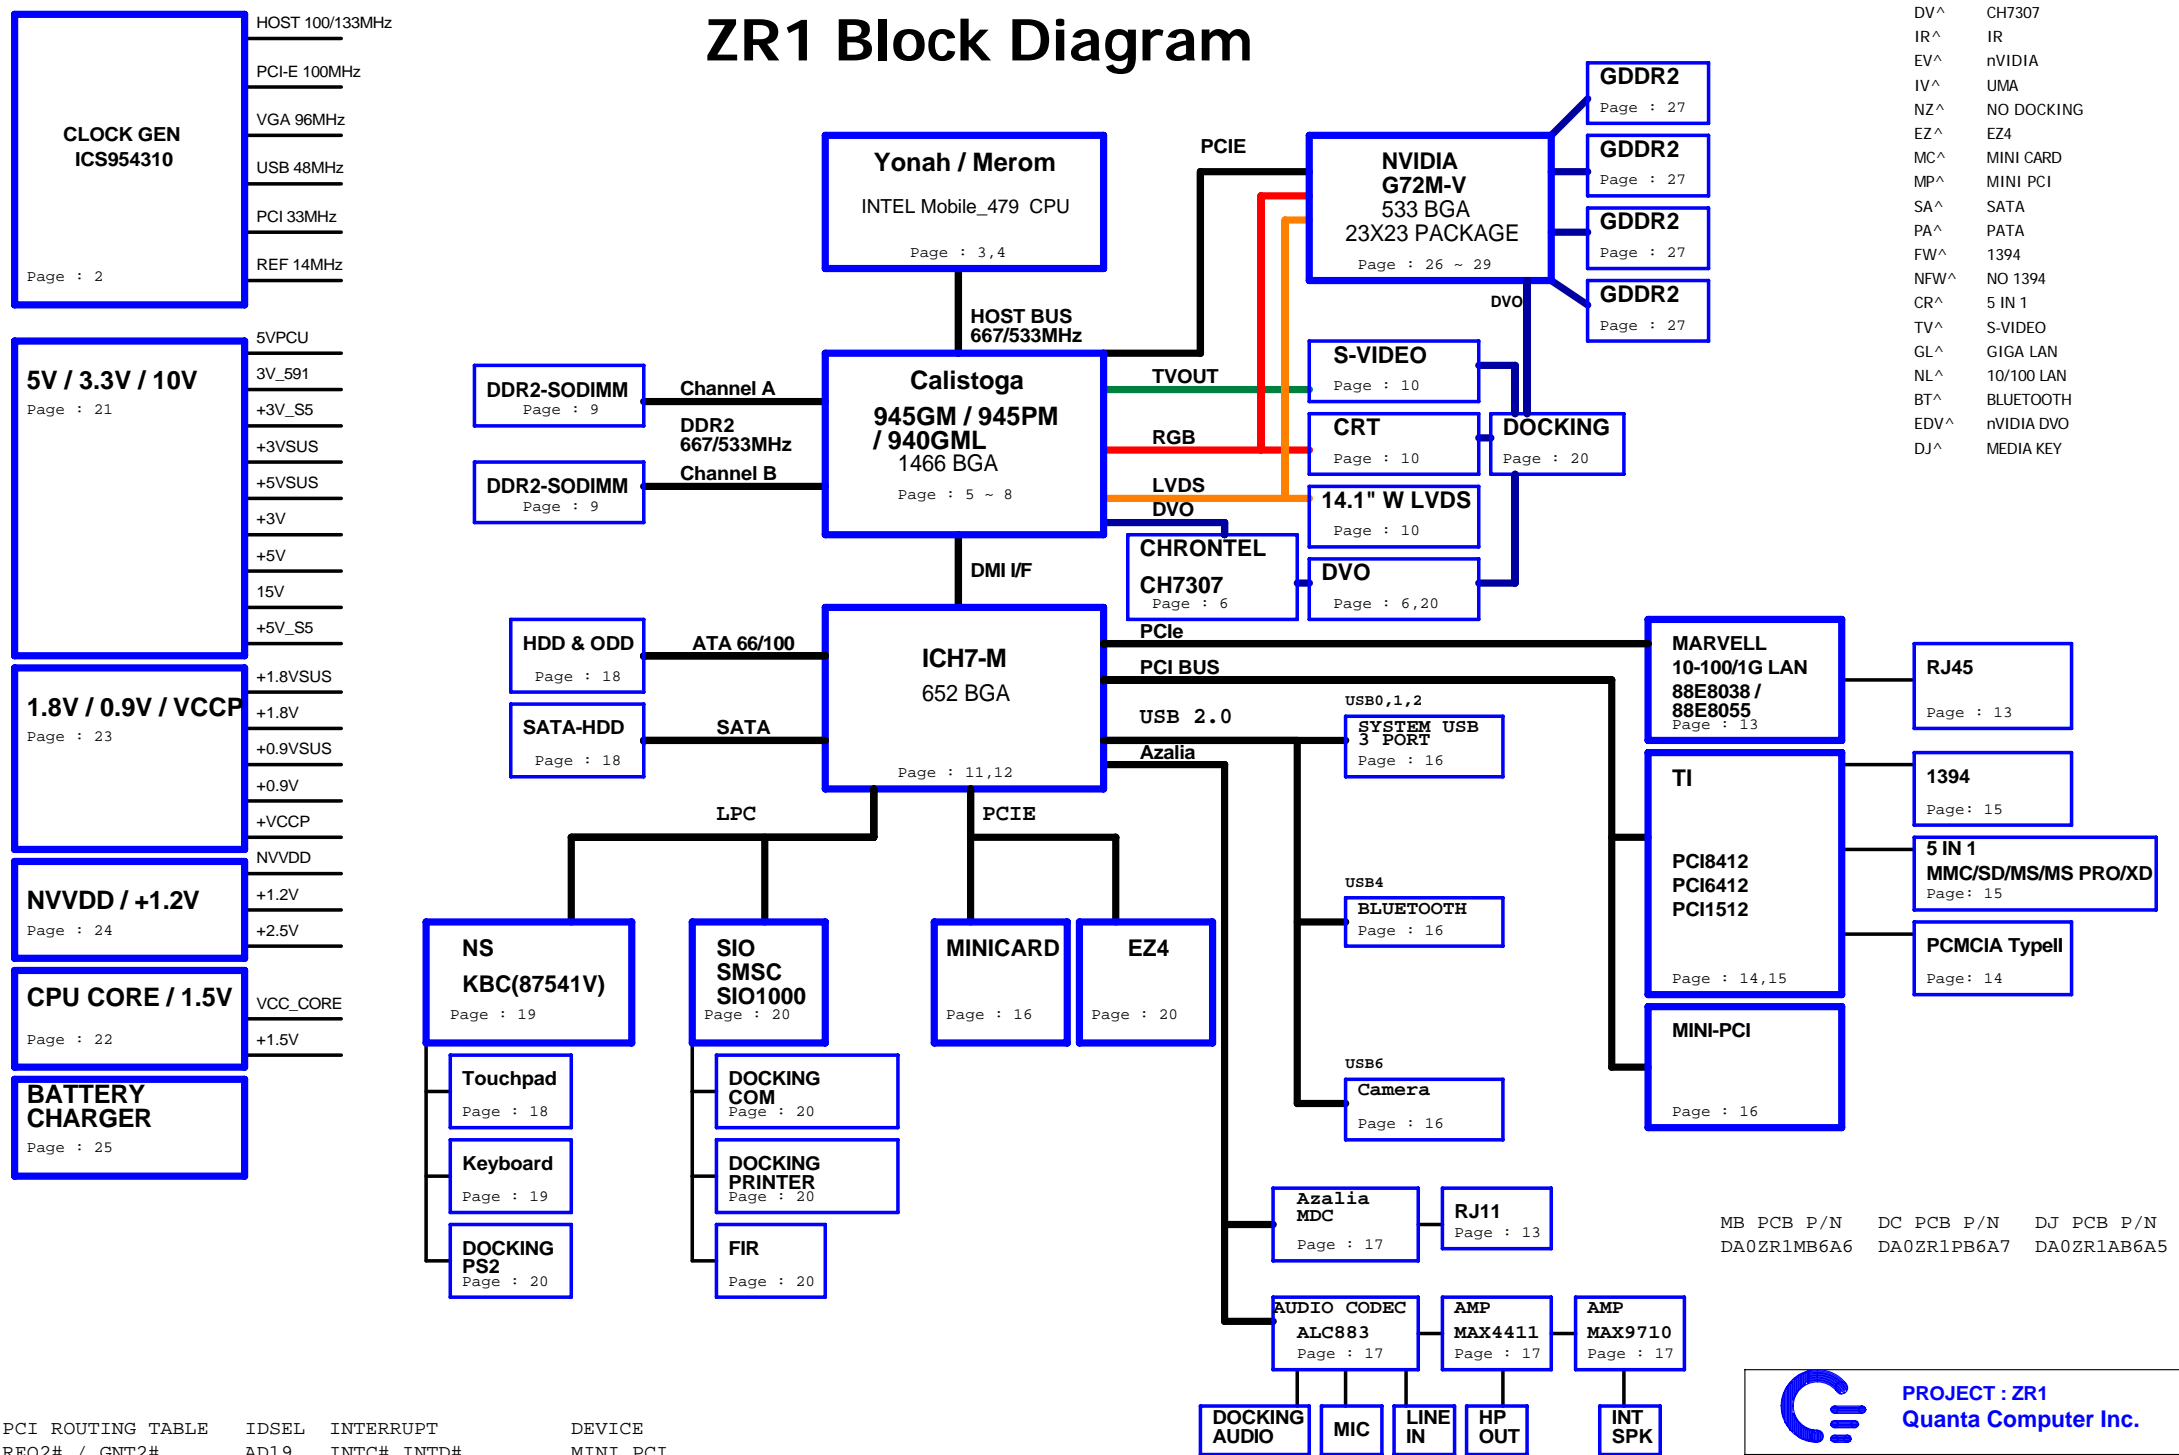 ZR1 Block Diagram
CLOCK GEN
ICS954310
Page : 2
HOST 100/133MHz
PCI-E 100MHz
VGA 96MHz
USB 48MHz
PCI 33MHz
REF 14MHz
5V / 3.3V / 10V
Page : 21
5VPCU
3V_591
+3V_S5
+3VSUS
+5VSUS
+3V
+5V
15V
+5V_S5
1.8V / 0.9V / VCCP
Page : 23
+1.8VSUS
+1.8V
+0.9VSUS
+0.9V
+VCCP
NVVDD / +1.2V
Page : 24
NVVDD
+1.2V
+2.5V
CPU CORE / 1.5V
Page : 22
VCC_CORE
+1.5V
BATTERY
CHARGER
Page : 25
Yonah / Merom
INTEL Mobile_479 CPU
Page : 3,4
HOST BUS
667/533MHz
DDR2-SODIMM
Page : 9
Channel A
DDR2
667/533MHz
Channel B
DDR2-SODIMM
Page : 9
Calistoga
945GM / 945PM
/ 940GML
1466 BGA
Page : 5 ~ 8
PCIE
TVOUT
RGB
LVDS
DVO
NVIDIA
G72M-V
533 BGA
23X23 PACKAGE
Page : 26 ~ 29
DVO
GDDR2
Page : 27
GDDR2
Page : 27
GDDR2
Page : 27
GDDR2
Page : 27
S-VIDEO
Page : 10
CRT
Page : 10
DOCKING
Page : 20
14.1" W LVDS
Page : 10
CHRONTEL
CH7307
Page : 6
DVO
Page : 6,20
DMI I/F
HDD & ODD
Page : 18
ATA 66/100
SATA-HDD
Page : 18
SATA
ICH7-M
652 BGA
Page : 11,12
PCIe
PCI BUS
USB 2.0
Azalia
LPC
PCIE
MARVELL
10-100/1G LAN
88E8038 /
88E8055
Page : 13
RJ45
Page : 13
TI
PCI8412
PCI6412
PCI1512
Page : 14,15
1394
Page: 15
5 IN 1
MMC/SD/MS/MS PRO/XD
Page: 15
PCMCIA TypeII
Page: 14
MINI-PCI
Page : 16
USB0,1,2
SYSTEM USB
3 PORT
Page : 16
USB4
BLUETOOTH
Page : 16
USB6
Camera
Page : 16
NS
KBC(87541V)
Page : 19
SIO
SMSC
SIO1000
Page : 20
MINICARD
Page : 16
EZ4
Page : 20
Touchpad
Page : 18
Keyboard
Page : 19
DOCKING
PS2
Page : 20
DOCKING
COM
Page : 20
DOCKING
PRINTER
Page : 20
FIR
Page : 20
Azalia
MDC
Page : 17
RJ11
Page : 13
AUDIO CODEC
ALC883
Page : 17
AMP
MAX4411
Page : 17
AMP
MAX9710
Page : 17
DOCKING
AUDIO
MIC
LINE
IN
HP
OUT
INT
SPK
DV^ CH7307
IR^ IR
EV^ nVIDIA
IV^ UMA
NZ^ NO DOCKING
EZ^ EZ4
MC^ MINI CARD
MP^ MINI PCI
SA^ SATA
PA^ PATA
FW^ 1394
NFW^ NO 1394
CR^ 5 IN 1
TV^ S-VIDEO
GL^ GIGA LAN
NL^ 10/100 LAN
BT^ BLUETOOTH
EDV^ nVIDIA DVO
DJ^ MEDIA KEY
MB PCB P/N DC PCB P/N DJ PCB P/N
DA0ZR1MB6A6 DA0ZR1PB6A7 DA0ZR1AB6A5
PCI ROUTING TABLE IDSEL INTERRUPT DEVICE
REQ2# / GNT2# AD19 INTC# INTD# MINI PCI
PROJECT : ZR1
Quanta Computer Inc.